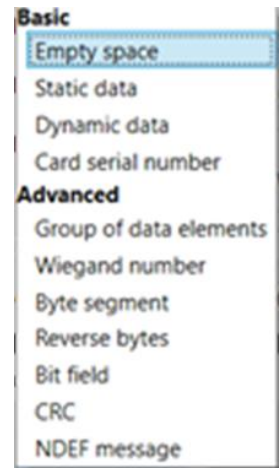 Basic
Empty space
Static data
Dynamic data
Card serial number
Advanced
Group of data elements
Wiegand number
Byte segment
Reverse bytes
Bit field
CRC
NDEF message